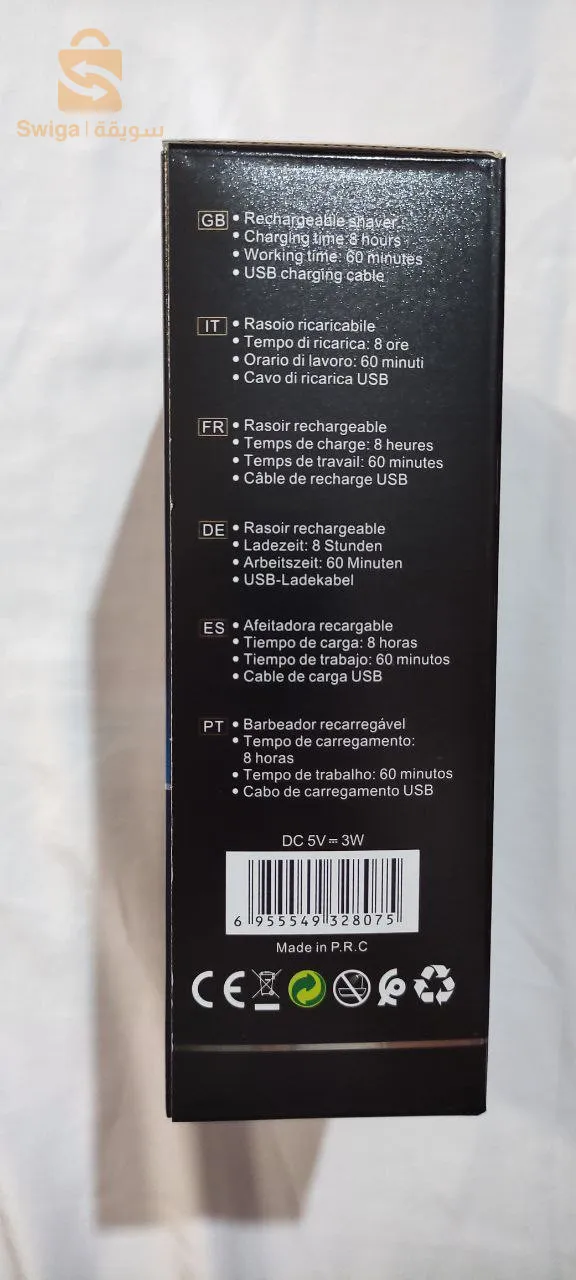 Swiga | سويقة
GB • Rechargeable shaver
• Charging time:8 hours
• Working time: 60 minutes
• USB charging cable
IT • Rasoio ricaricabile
• Tempo di ricarica: 8 ore
• Orario di lavoro: 60 minuti
• Cavo di ricarica USB
FR • Rasoir rechargeable
• Temps de charge: 8 heures
• Temps de travail: 60 minutes
• Câble de recharge USB
DE • Rasoir rechargeable
• Ladezeit: 8 Stunden
• Arbeitszeit: 60 Minuten
• USB-Ladekabel
ES • Afeitadora recargable
• Tiempo de carga: 8 horas
• Tiempo de trabajo: 60 minutos
• Cable de carga USB
PT • Barbeador recarregável
• Tempo de carregamento:
8 horas
• Tempo de trabalho: 60 minutos
• Cabo de carregamento USB
DC 5V ⎓ 3W
6 955549 328075
Made in P.R.C
CE